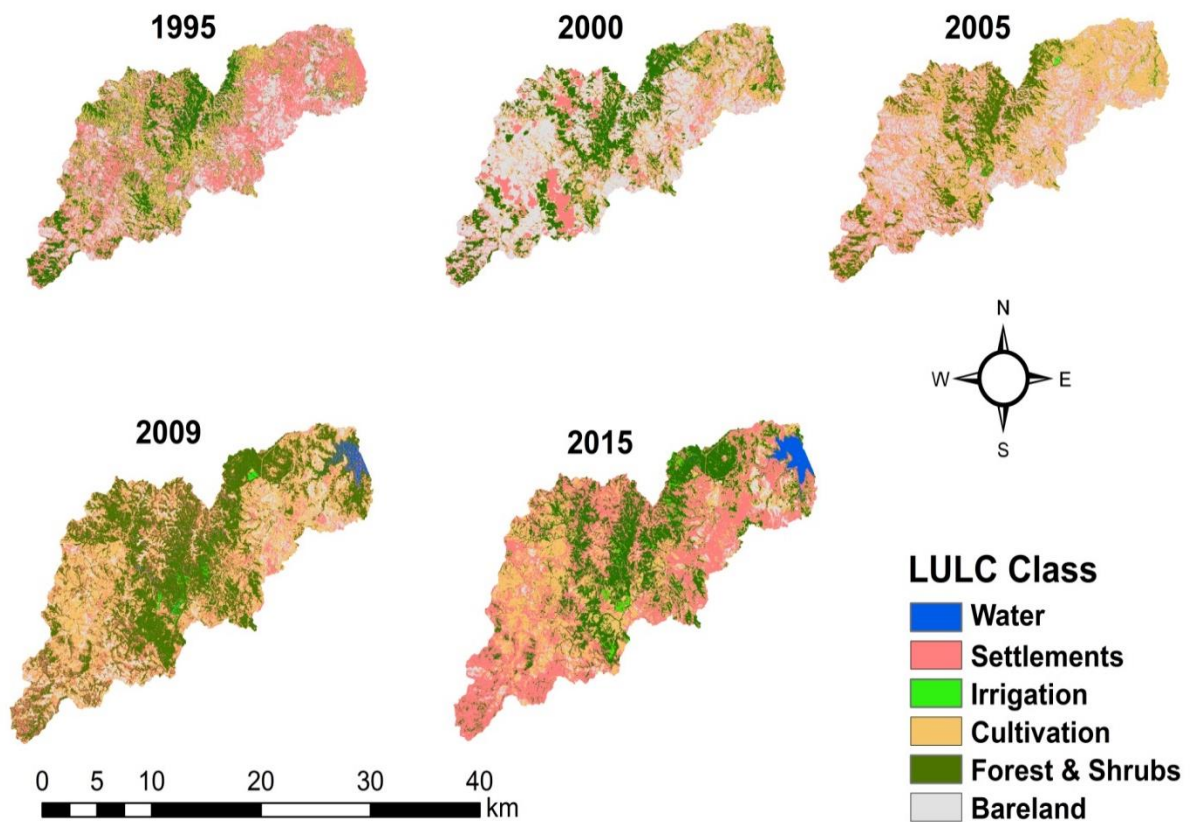 1995
2000
2005
N
W
E
S
2009
2015
LULC Class
Water
Settlements
Irrigation
Cultivation
Forest & Shrubs
Bareland
0 5 10 20 30 40
km